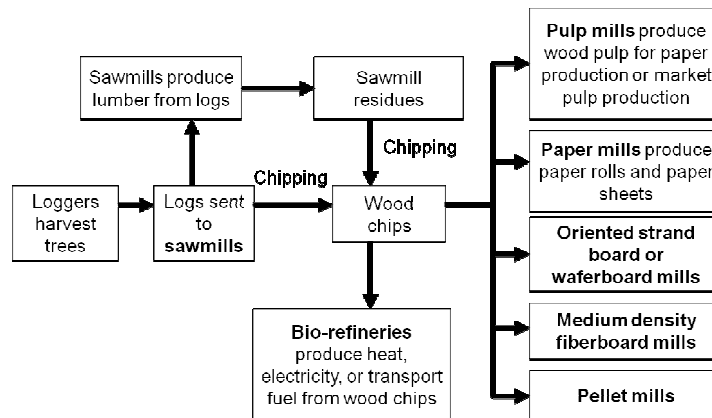 Sawmills produce
lumber from logs
Sawmill
residues
Pulp mills produce
wood pulp for paper
production or market
pulp production
Chipping
Chipping
Paper mills produce
paper rolls and paper
sheets
Loggers
harvest
trees
Logs sent
to
sawmills
Wood
chips
Oriented strand
board or
waferboard mills
Bio-refineries
produce heat,
electricity, or transport
fuel from wood chips
Medium density
fiberboard mills
Pellet mills